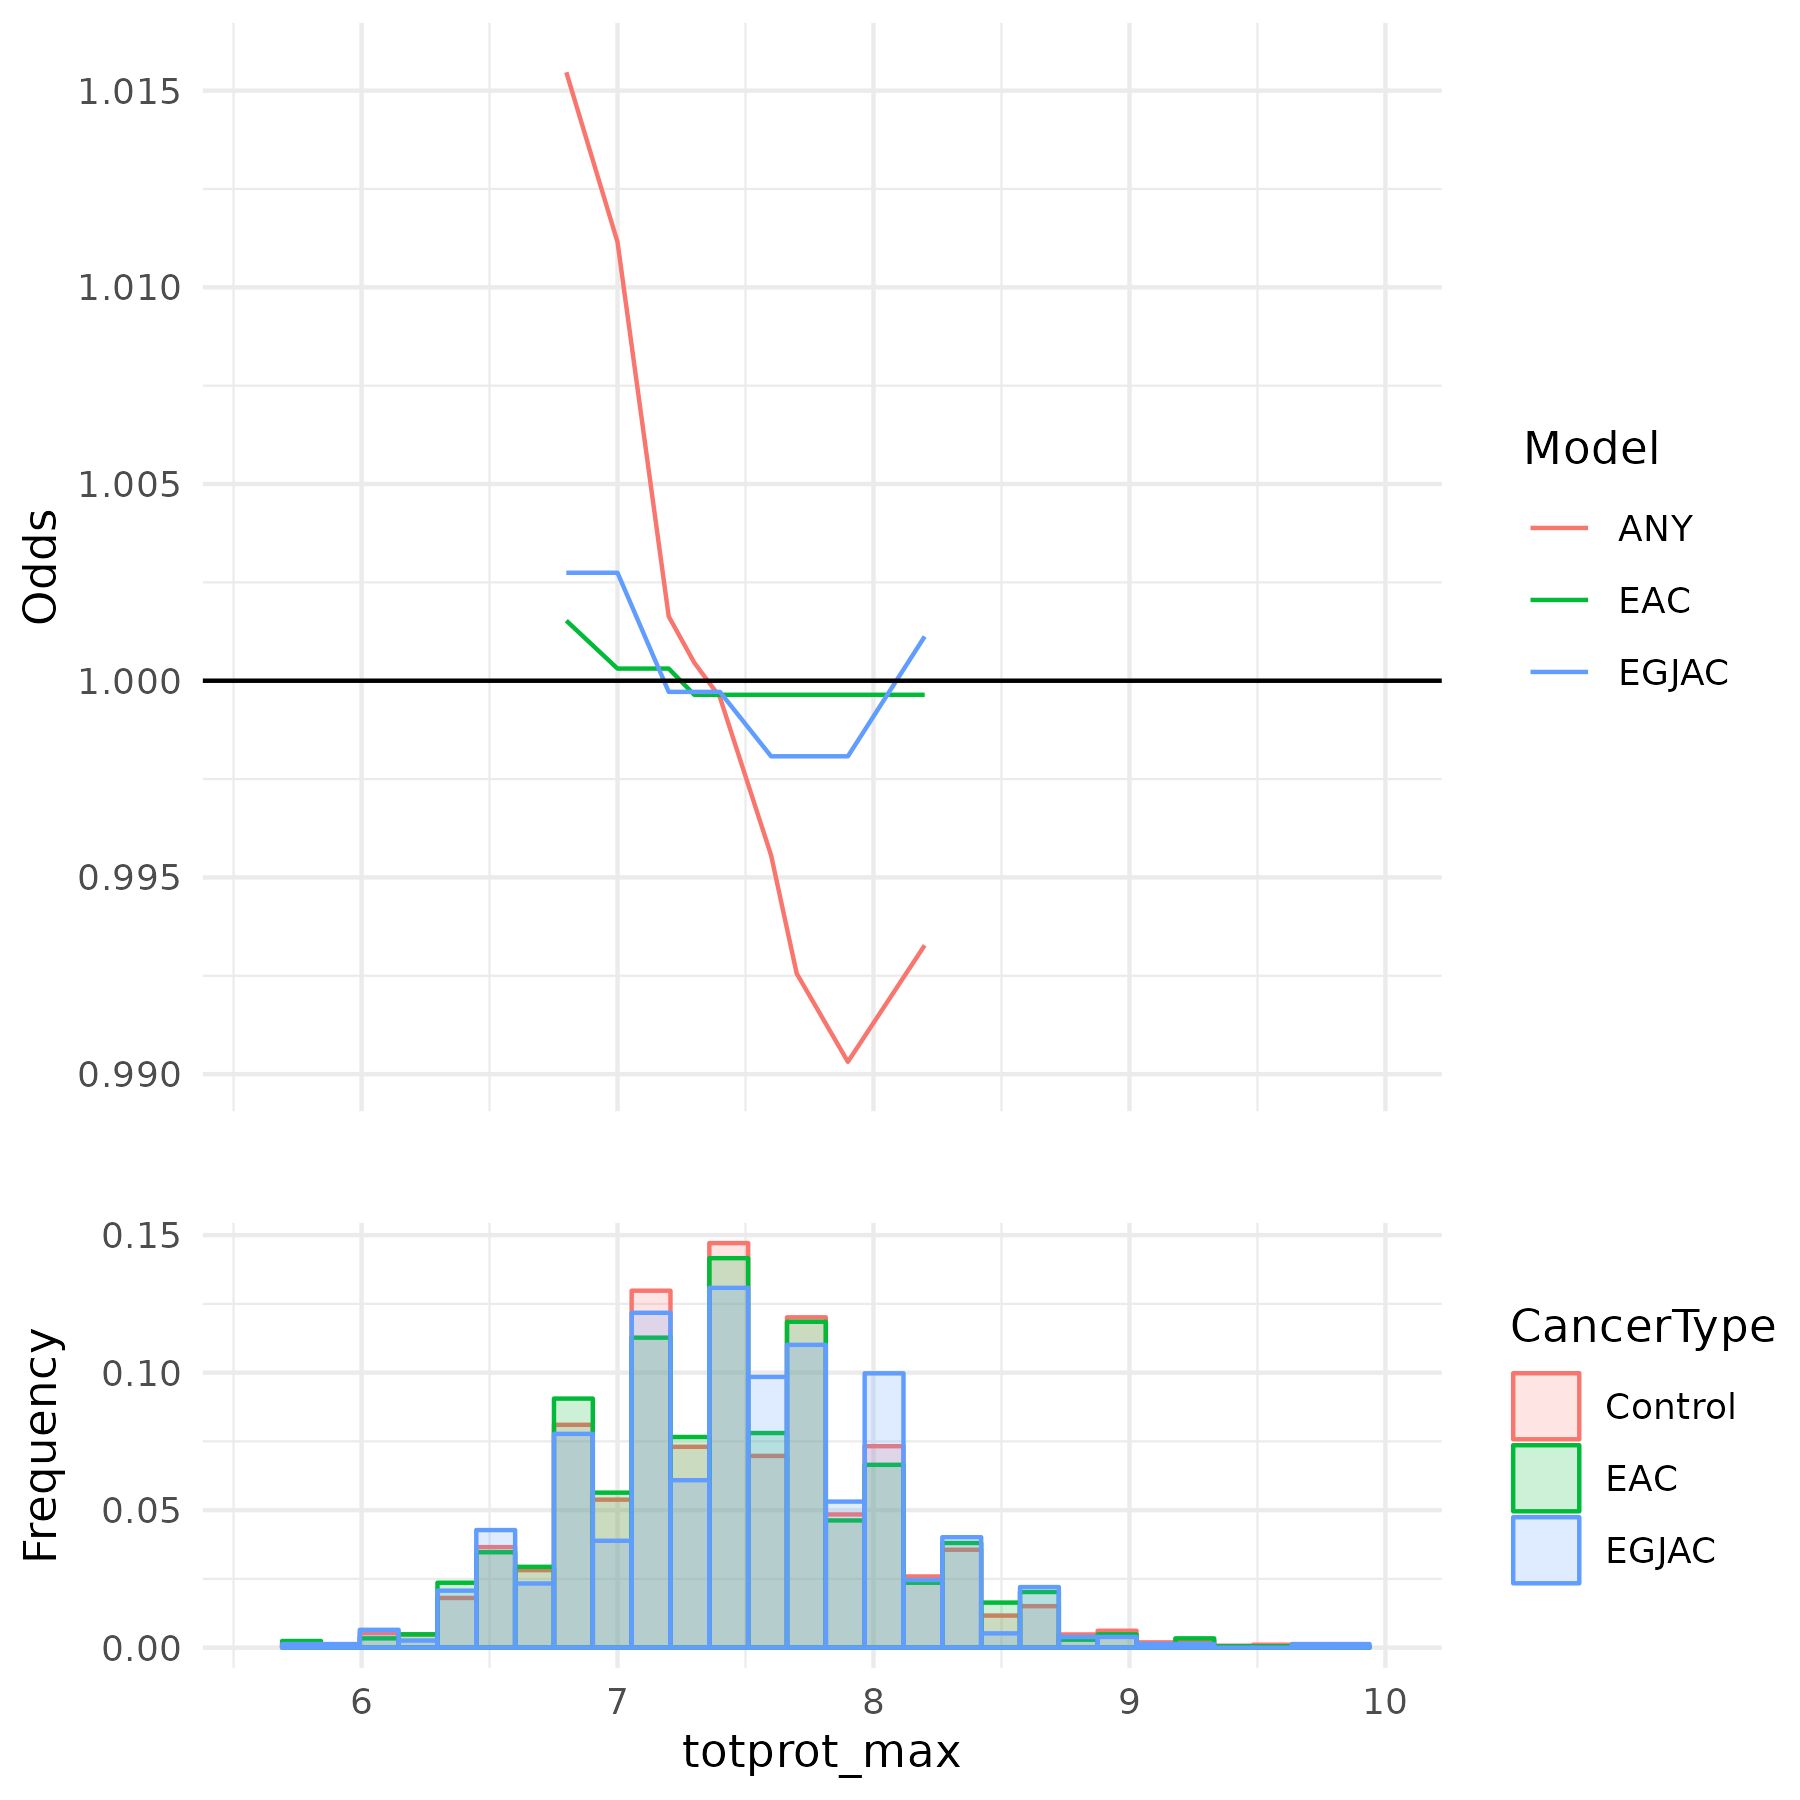 1.015
1.010
1.005
1.000
0.995
0.990
Odds
Model
ANY
EAC
EGJAC
0.15
0.10
0.05
0.00
Frequency
6 7 8 9 10
totprot_max
CancerType
Control
EAC
EGJAC